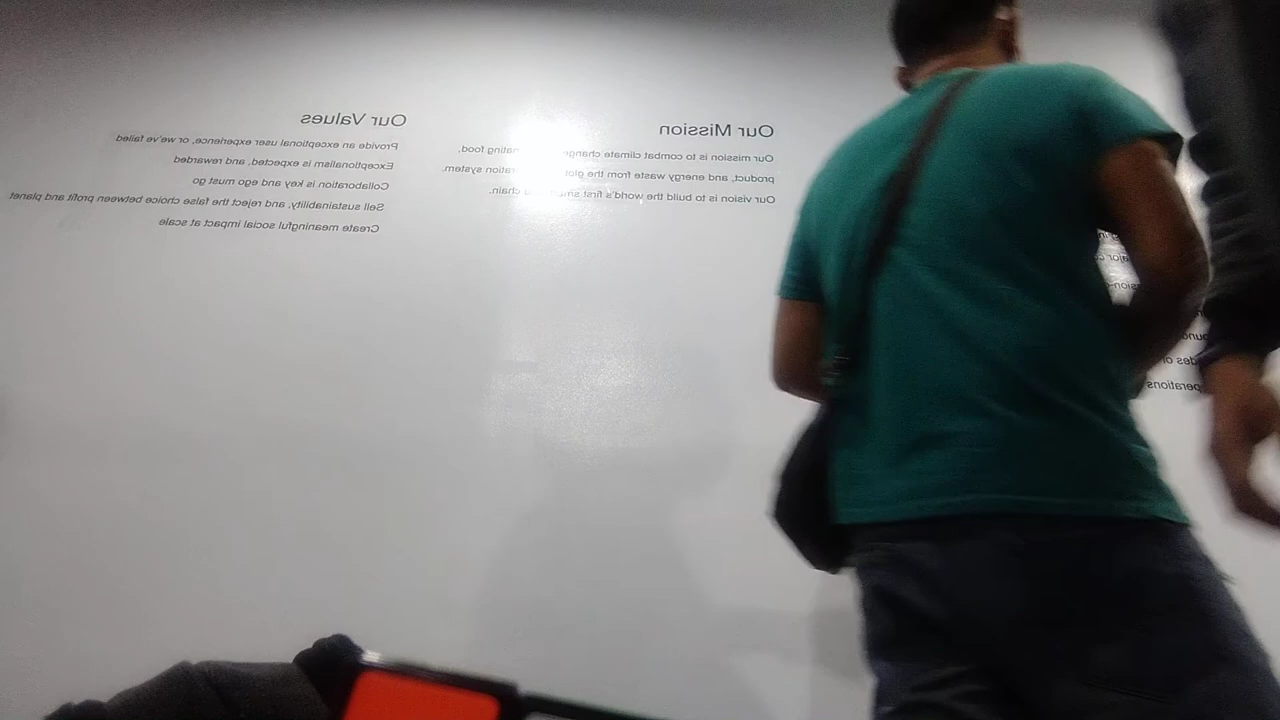 Our Mission
Our mission is to combat climate change nating food,
product, and energy waste from the ration system.
Our vision is to build the world's first chain.
Our Values
Provide an exceptional user experience, or we've failed
Exceptionalism is expected, and rewarded
Collaboration is key and ego must go
Sell sustainability, and reject the false choice between profit and planet
Create meaningful social impact at scale